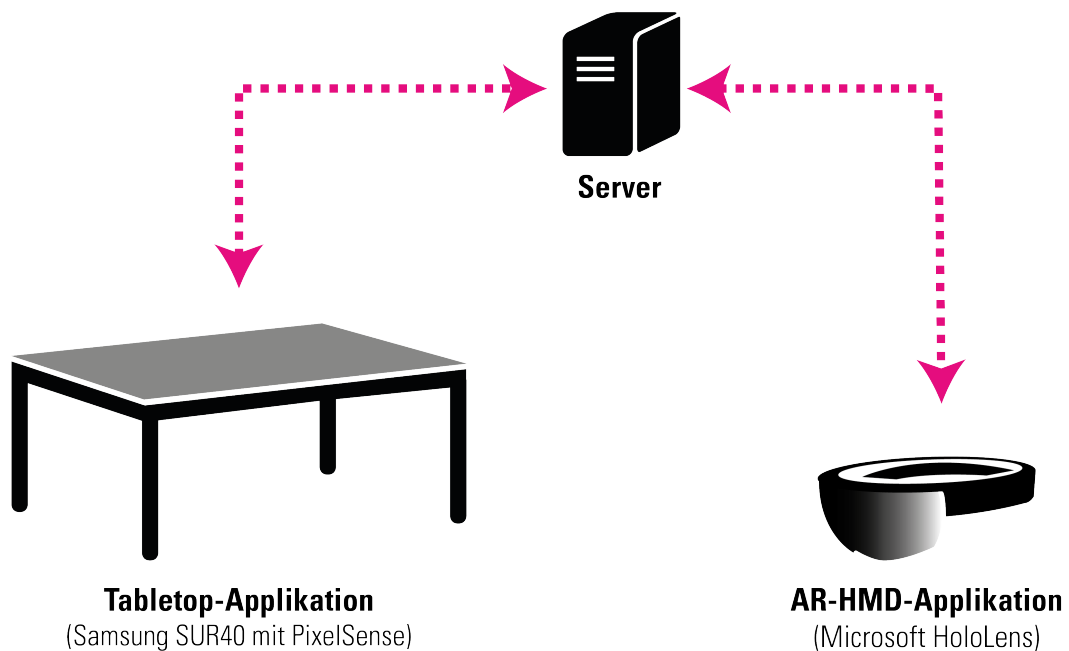 Server
Tabletop-Applikation
(Samsung SUR40 mit PixelSense)
AR-HMD-Applikation
(Microsoft HoloLens)